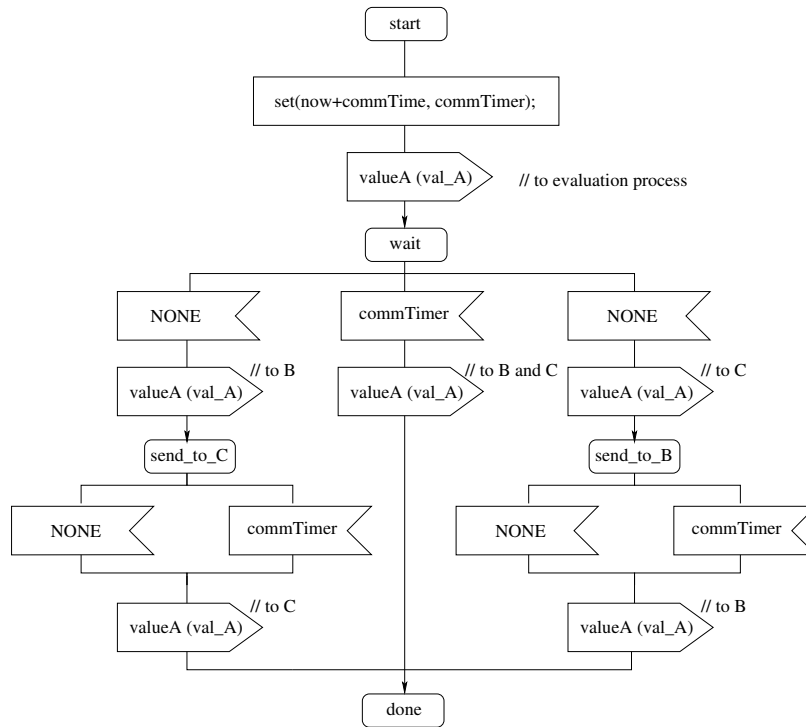 start
set(now+commTime, commTimer);
valueA (val_A)
// to evaluation process
wait
NONE
commTimer
NONE
// to B
// to B and C
// to C
valueA (val_A)
valueA (val_A)
valueA (val_A)
send_to_C
send_to_B
NONE
commTimer
NONE
commTimer
// to C
// to B
valueA (val_A)
valueA (val_A)
done